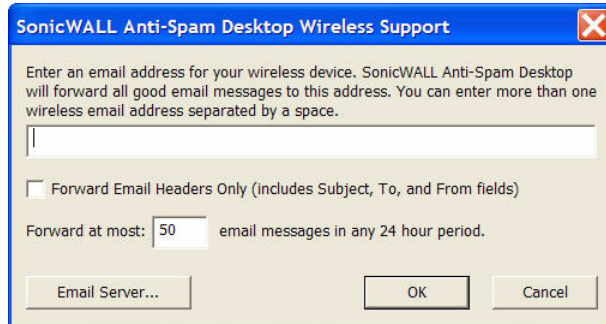 SonicWALL Anti-Spam Desktop Wireless Support
Enter an email address for your wireless device. SonicWALL Anti-Spam Desktop
will forward all good email messages to this address. You can enter more than one
wireless email address separated by a space.
Forward Email Headers Only (includes Subject, To, and From fields)
Forward at most: 50 email messages in any 24 hour period.
Email Server... OK Cancel